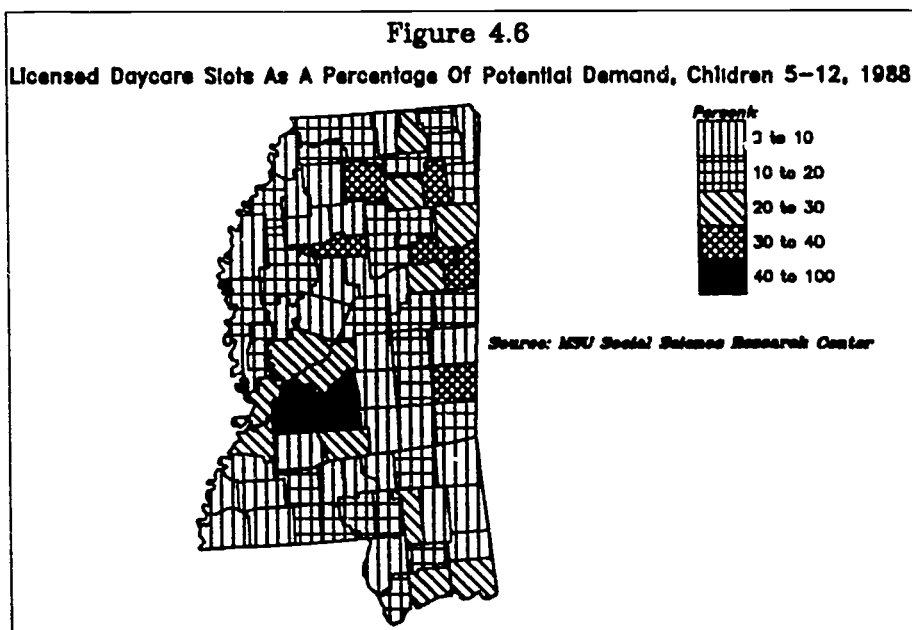 Figure 4.6
Licensed Daycare Slots As A Percentage Of Potential Demand, Children 5-12, 1988
Percent:
0 to 10
10 to 20
20 to 30
30 to 40
40 to 100
Source: MSU Social Science Research Center